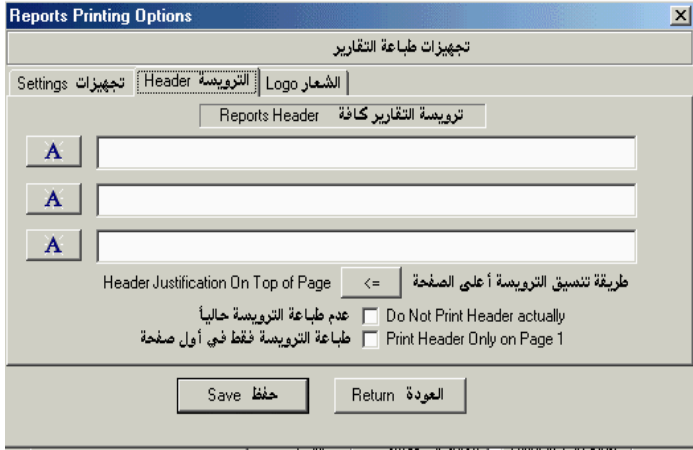 Reports Printing Options
تجهيزات طباعة التقارير
Settings تجهيزات Header الترويسة Logo الشعار
Reports Header ترويسة التقارير كافة
A
A
A
Header Justification On Top of Page <= طريقة تنسيق الترويسة أعلى الصفحة
عدم طباعة الترويسة حالياً Do Not Print Header actually
طباعة الترويسة فقط في أول صفحة Print Header Only on Page 1
Save حفظ Return العودة